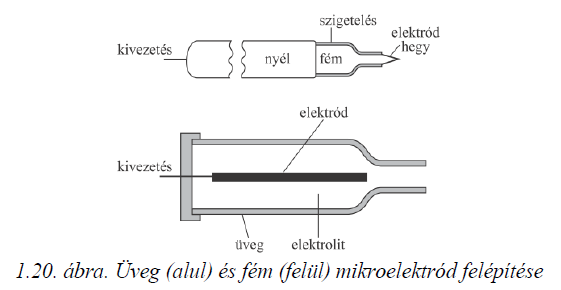 szigetelés
elektród
hegy
kivezetés
nyél
fém
elektród
kivezetés
üveg
elektrolit
1.20. ábra. Üveg (alul) és fém (felül) mikroelektród felépítése